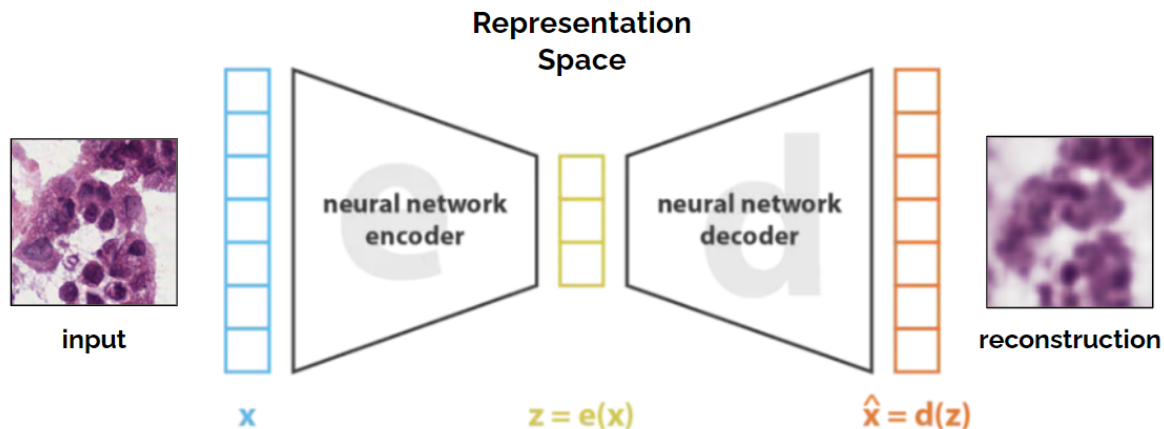 Representation
Space
e
neural network
encoder
d
neural network
decoder
input
reconstruction
x
z = e(x)
x̂ = d(z)